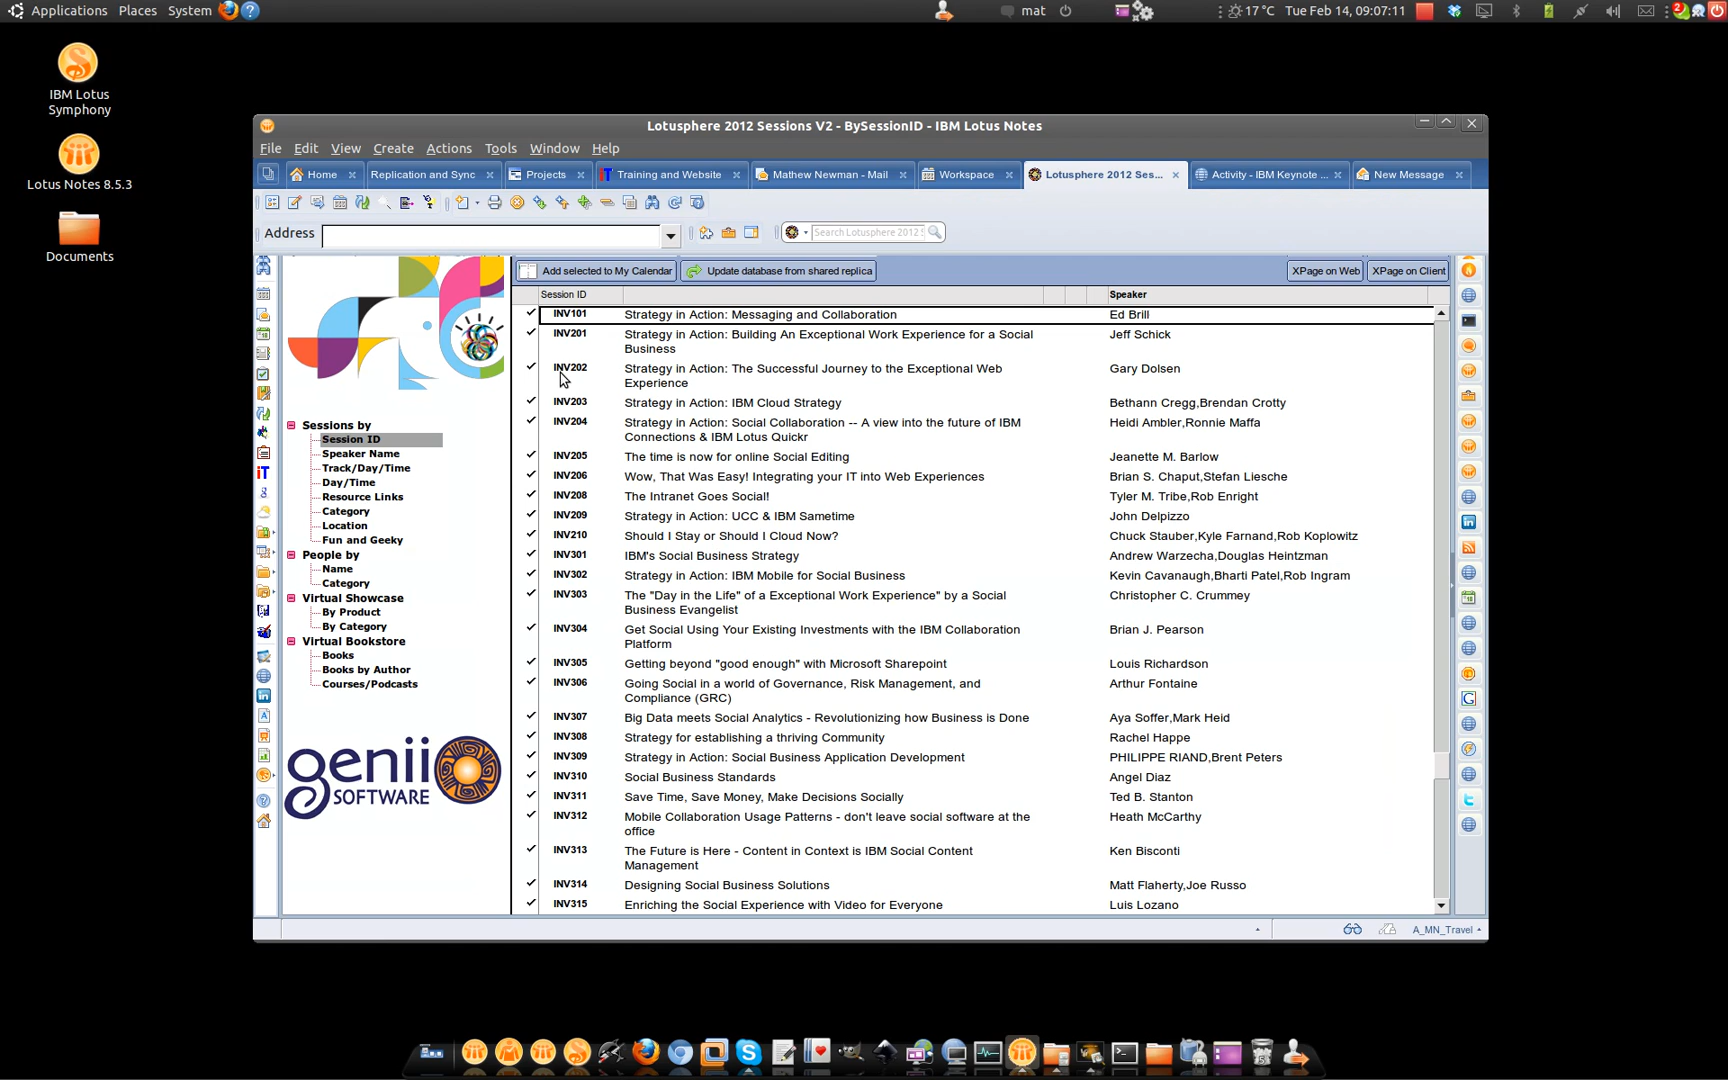 Applications Places System
mat
17 °C Tue Feb 14, 09:07:11
2
IBM Lotus
Symphony
Lotus Notes 8.5.3
Documents
Lotusphere 2012 Sessions V2 - BySessionID - IBM Lotus Notes
File Edit View Create Actions Tools Window Help
Home
Replication and Sync
Projects
Training and Website
Mathew Newman - Mail
Workspace
Lotusphere 2012 Ses...
Activity - IBM Keynote ...
New Message
Address
Search Lotusphere 2012
Add selected to My Calendar
Update database from shared replica
XPage on Web
XPage on Client
Sessions by
Session ID
Speaker Name
Track/Day/Time
Day/Time
Resource Links
Category
Location
Fun and Geeky
People by
Name
Category
Virtual Showcase
By Product
By Category
Virtual Bookstore
Books
Books by Author
Courses/Podcasts
genii
SOFTWARE
Session ID Speaker
INV101 Strategy in Action: Messaging and Collaboration Ed Brill
INV201 Strategy in Action: Building An Exceptional Work Experience for a Social Jeff Schick
Business
INV202 Strategy in Action: The Successful Journey to the Exceptional Web Gary Dolsen
Experience
INV203 Strategy in Action: IBM Cloud Strategy Bethann Cregg,Brendan Crotty
INV204 Strategy in Action: Social Collaboration -- A view into the future of IBM Heidi Ambler,Ronnie Maffa
Connections & IBM Lotus Quickr
INV205 The time is now for online Social Editing Jeanette M. Barlow
INV206 Wow, That Was Easy! Integrating your IT into Web Experiences Brian S. Chaput,Stefan Liesche
INV208 The Intranet Goes Social! Tyler M. Tribe,Rob Enright
INV209 Strategy in Action: UCC & IBM Sametime John Delpizzo
INV210 Should I Stay or Should I Cloud Now? Chuck Stauber,Kyle Farnand,Rob Koplowitz
INV301 IBM's Social Business Strategy Andrew Warzecha,Douglas Heintzman
INV302 Strategy in Action: IBM Mobile for Social Business Kevin Cavanaugh,Bharti Patel,Rob Ingram
INV303 The "Day in the Life" of a Exceptional Work Experience" by a Social Christopher C. Crummey
Business Evangelist
INV304 Get Social Using Your Existing Investments with the IBM Collaboration Brian J. Pearson
Platform
INV305 Getting beyond "good enough" with Microsoft Sharepoint Louis Richardson
INV306 Going Social in a world of Governance, Risk Management, and Arthur Fontaine
Compliance (GRC)
INV307 Big Data meets Social Analytics - Revolutionizing how Business is Done Aya Soffer,Mark Heid
INV308 Strategy for establishing a thriving Community Rachel Happe
INV309 Strategy in Action: Social Business Application Development PHILIPPE RIAND,Brent Peters
INV310 Social Business Standards Angel Diaz
INV311 Save Time, Save Money, Make Decisions Socially Ted B. Stanton
INV312 Mobile Collaboration Usage Patterns - don't leave social software at the Heath McCarthy
office
INV313 The Future is Here - Content in Context is IBM Social Content Ken Bisconti
Management
INV314 Designing Social Business Solutions Matt Flaherty,Joe Russo
INV315 Enriching the Social Experience with Video for Everyone Luis Lozano
A_MN_Travel